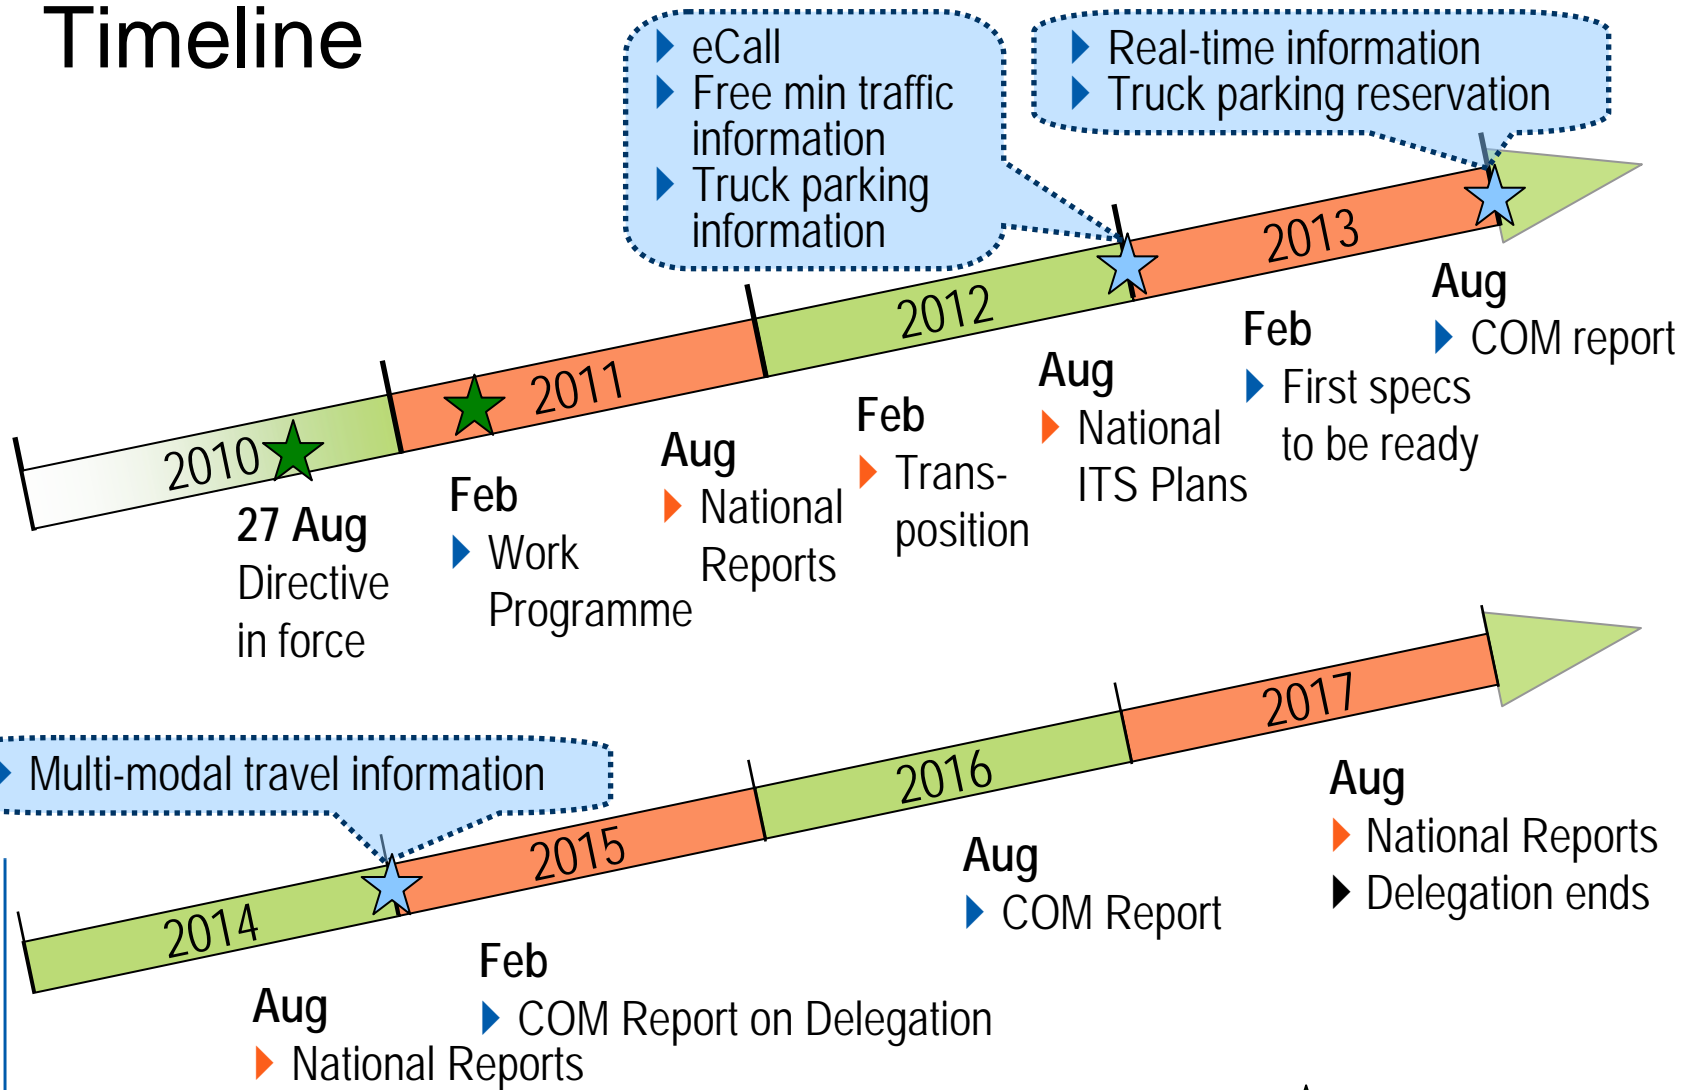 Timeline
eCall
Free min traffic
information
Truck parking
information
Real-time information
Truck parking reservation
2010
2011
2012
2013
27 Aug
Directive
in force
Feb
Work
Programme
Aug
National
Reports
Feb
Trans-
position
Aug
National
ITS Plans
Feb
First specs
to be ready
Aug
COM report
Multi-modal travel information
2014
2015
2016
2017
Aug
National Reports
Feb
COM Report on Delegation
Aug
COM Report
Aug
National Reports
Delegation ends